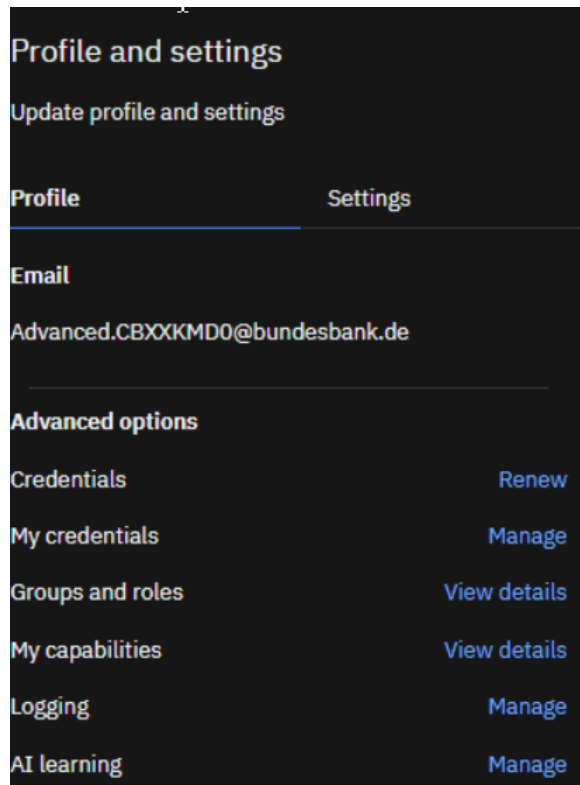 Profile and settings
Update profile and settings
Profile Settings
Email
Advanced.CBXXKMD0@bundesbank.de
Advanced options
Credentials Renew
My credentials Manage
Groups and roles View details
My capabilities View details
Logging Manage
AI learning Manage